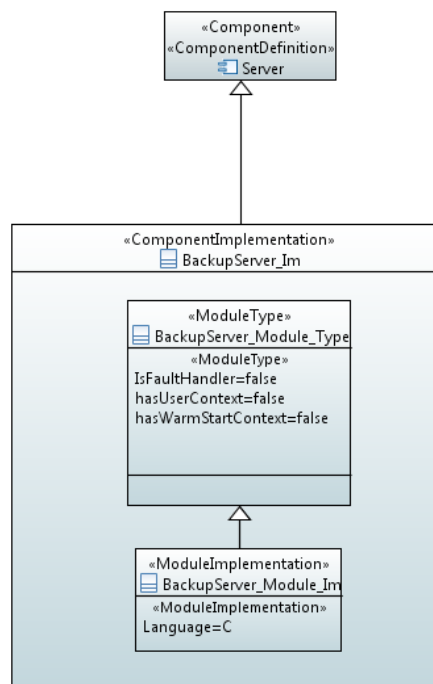 «Component»
«ComponentDefinition»
Server
«ComponentImplementation»
BackupServer_Im
«ModuleType»
BackupServer_Module_Type
«ModuleType»
IsFaultHandler=false
hasUserContext=false
hasWarmStartContext=false
«ModuleImplementation»
BackupServer_Module_Im
«ModuleImplementation»
Language=C